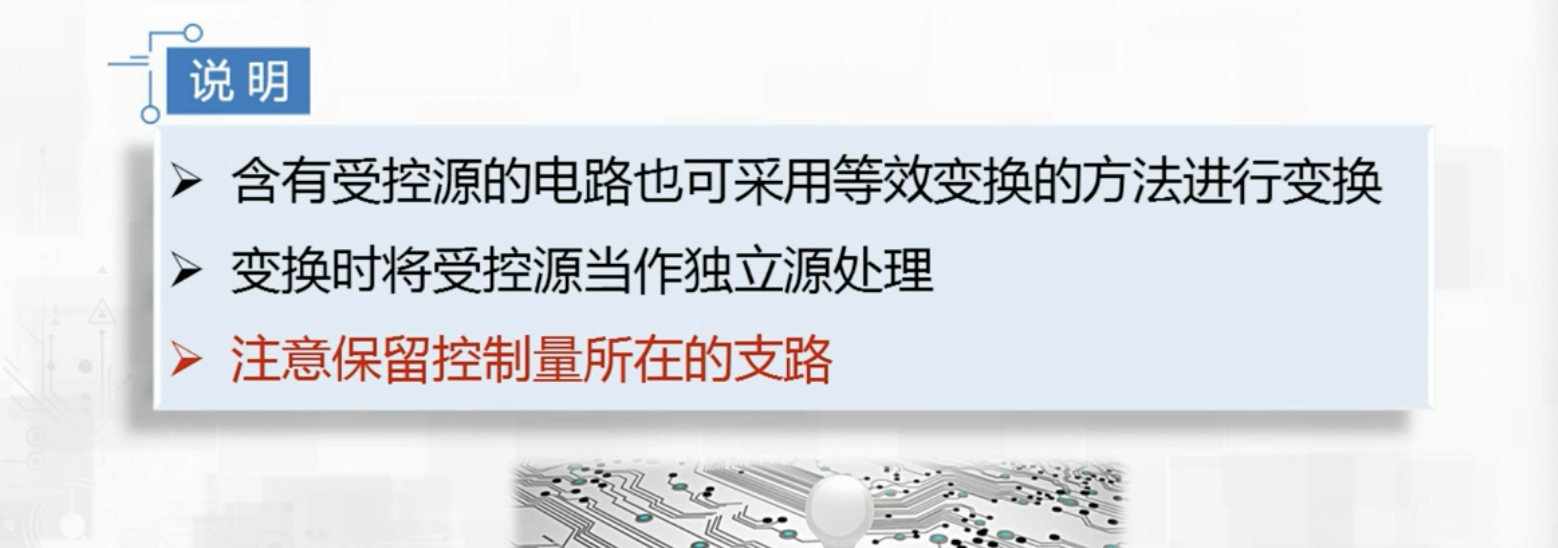 说明
含有受控源的电路也可采用等效变换的方法进行变换
变换时将受控源当作独立源处理
注意保留控制量所在的支路